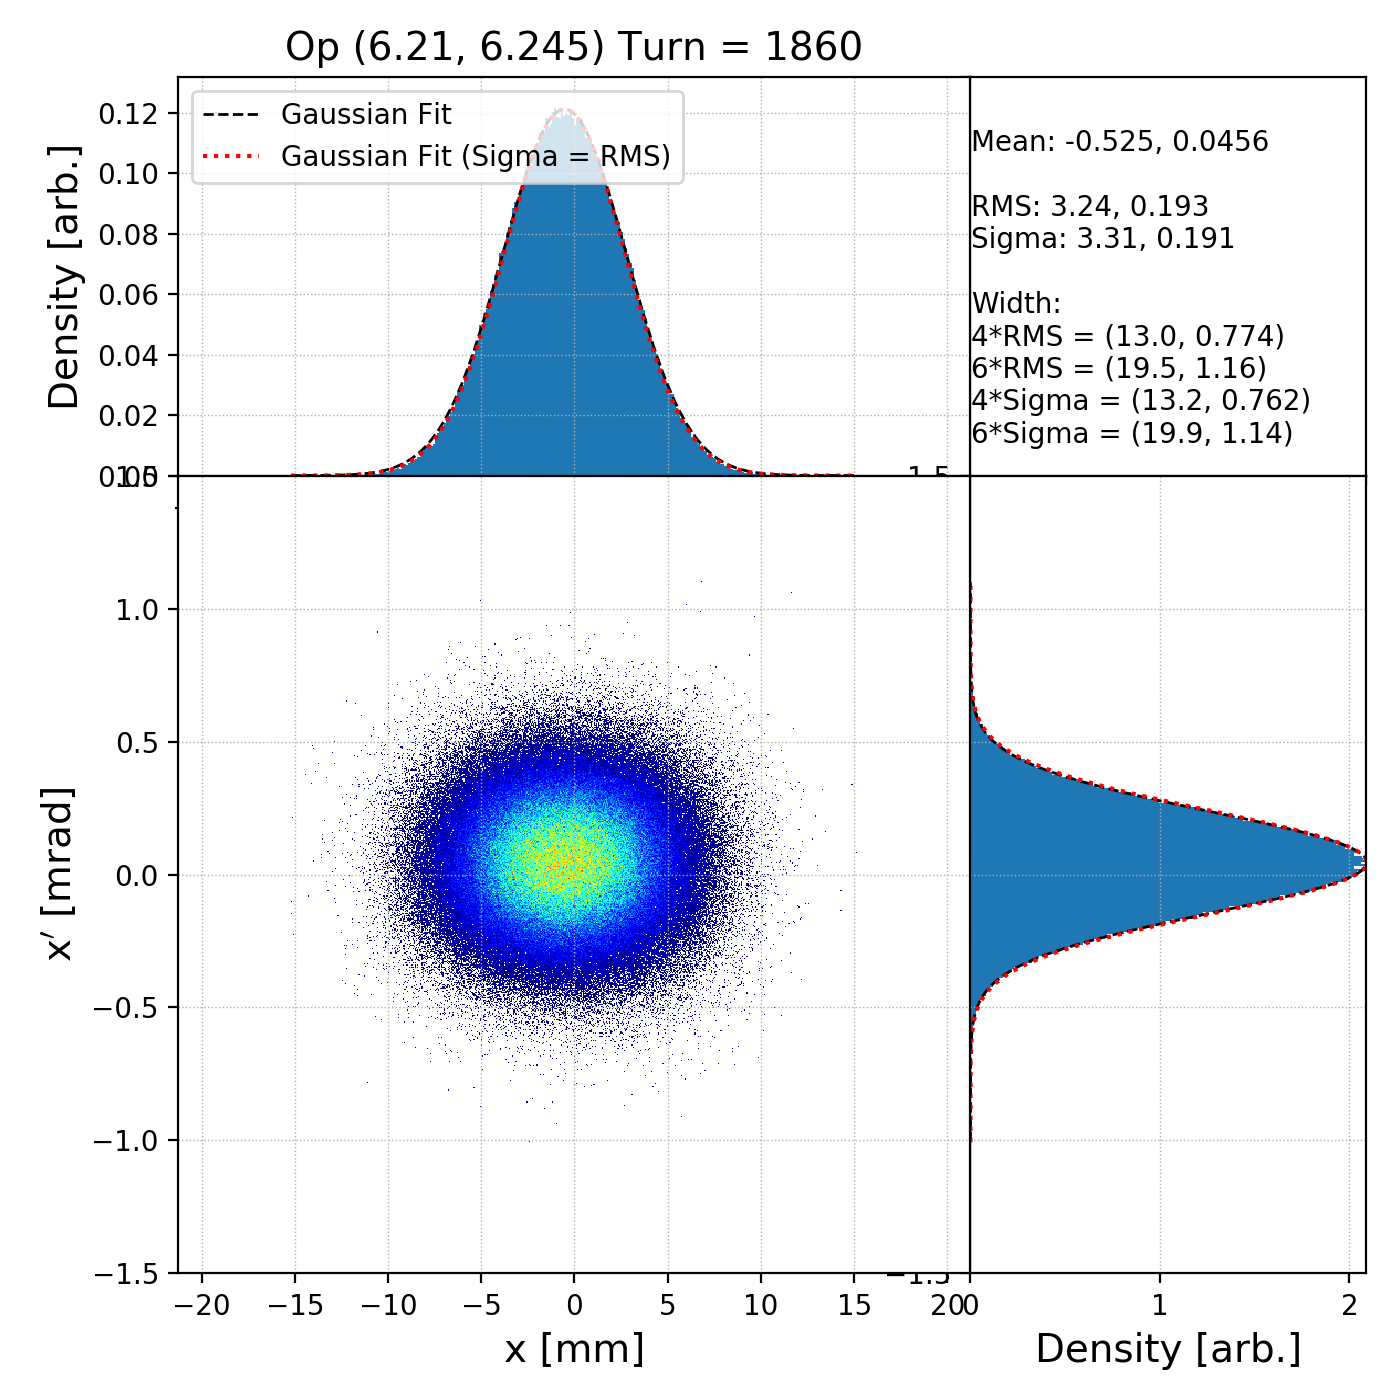 Op (6.21, 6.245) Turn = 1860
Gaussian Fit
Gaussian Fit (Sigma = RMS)
Density [arb.]
0.12
0.10
0.08
0.06
0.04
0.02
Mean: -0.525, 0.0456
RMS: 3.24, 0.193
Sigma: 3.31, 0.191
Width:
4*RMS = (13.0, 0.774)
6*RMS = (19.5, 1.16)
4*Sigma = (13.2, 0.762)
6*Sigma = (19.9, 1.14)
x′ [mrad]
1.0
0.5
0.0
−0.5
−1.0
−1.5
−20 −15 −10 −5 0 5 10 15 20
x [mm]
0 1 2
Density [arb.]